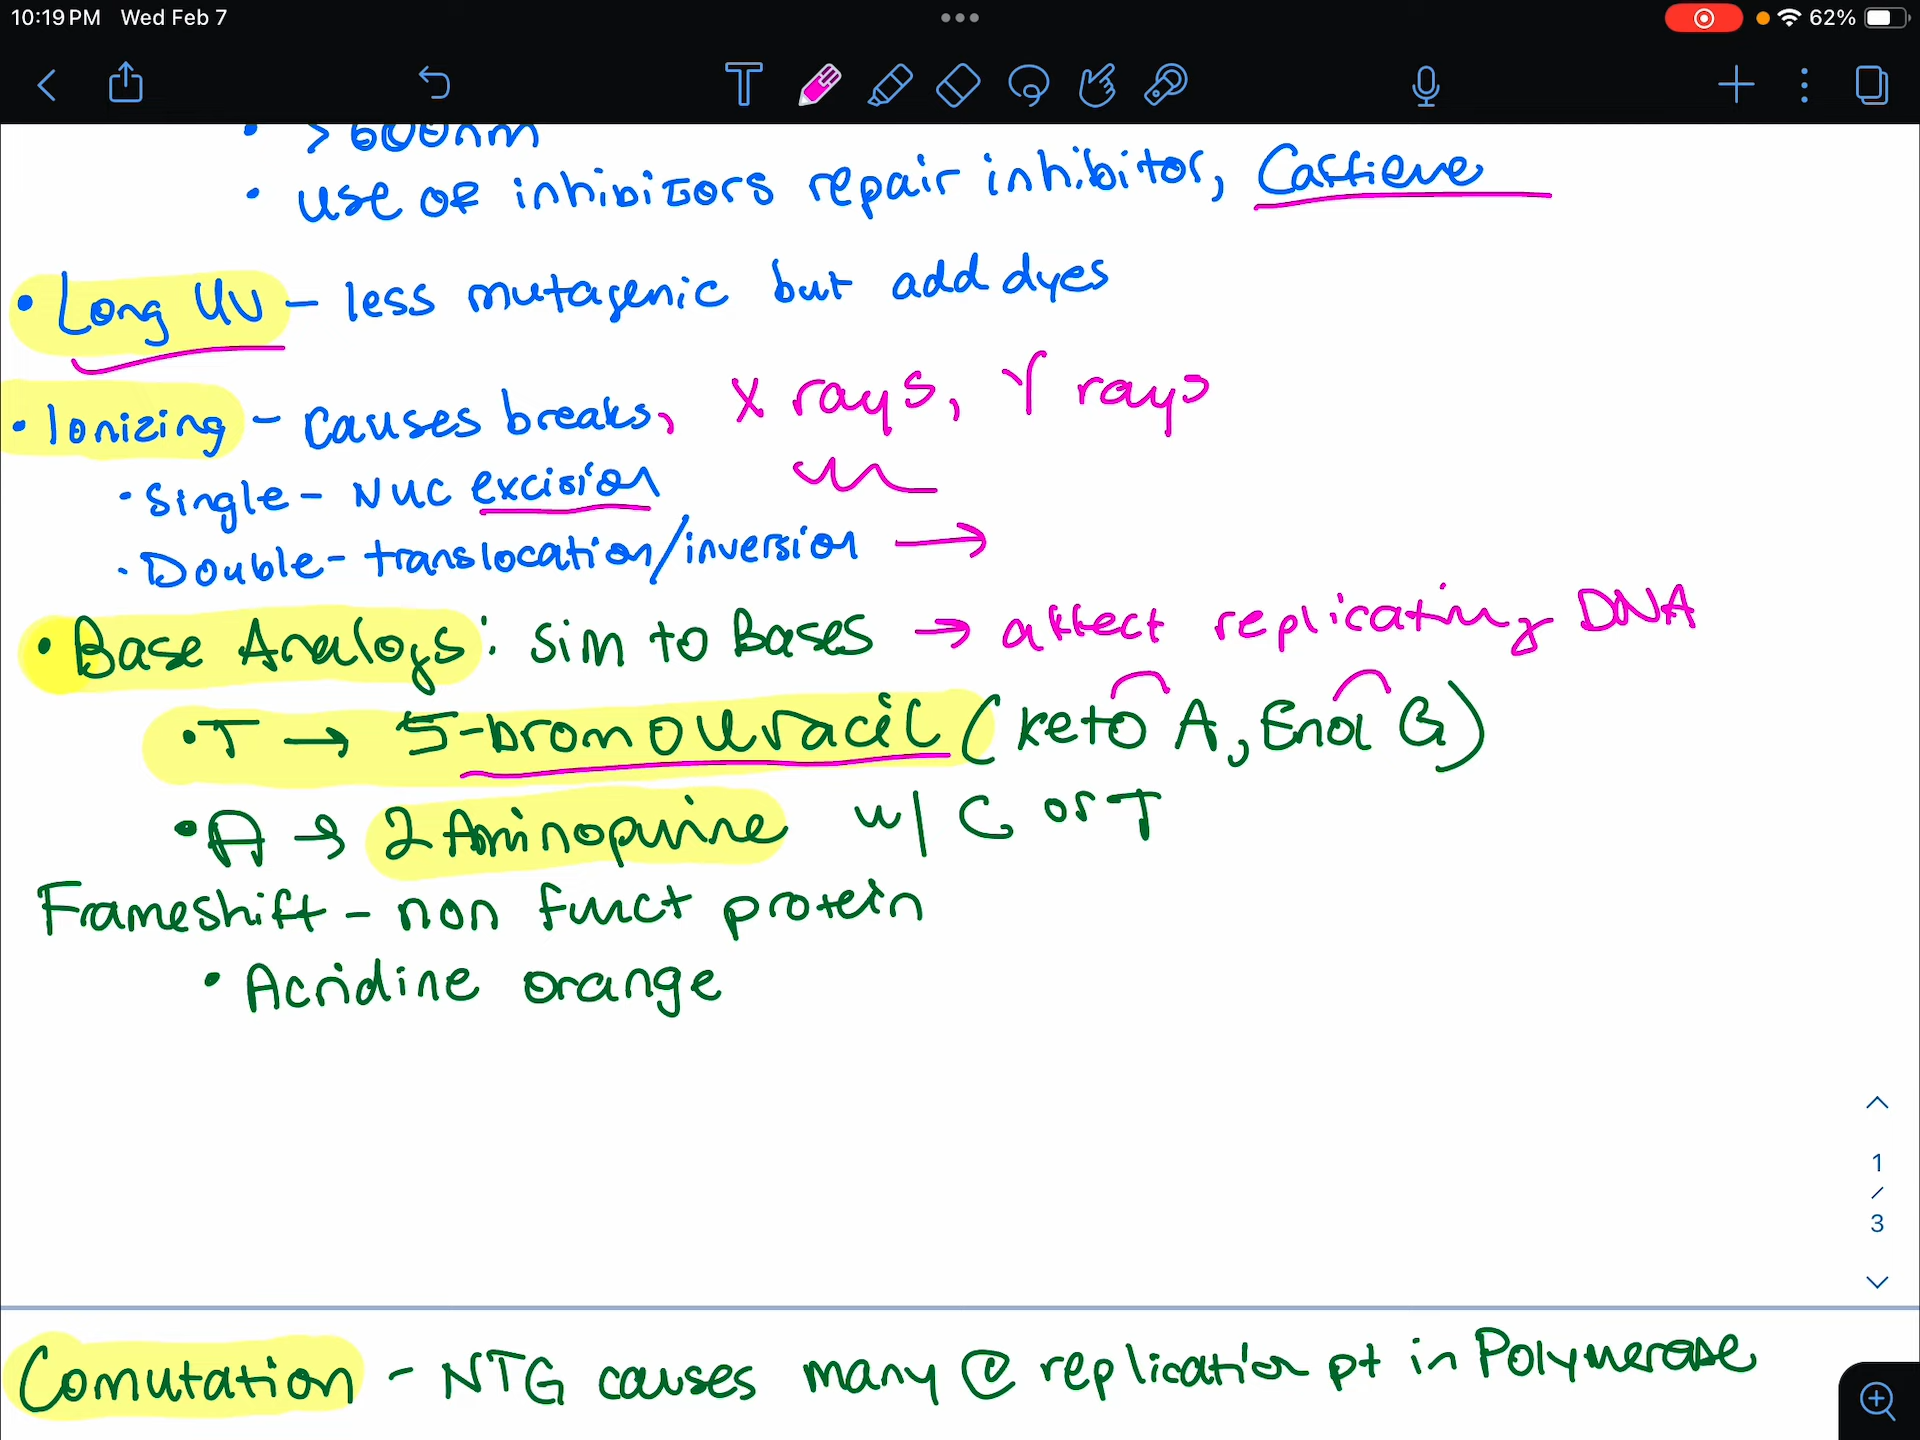 10:19 PM Wed Feb 7
62%
T
• > 600nm
• use of inhibitors repair inhibitor, Caffiene
• Long UV – less mutagenic but add dyes
• Ionizing – causes breaks, X rays, γ rays
• Single – Nuc excision
• Double – translocation/inversion →
• Base Analogs: sim to Bases → affect replicating DNA
• T → 5-bromouracil (keto A, Enol G)
• A → 2 Aminopurine w/ C or T
Frameshift – non funct protein
• Acridine orange
1
/
3
Comutation – NTG causes many @ replication pt in Polymerase